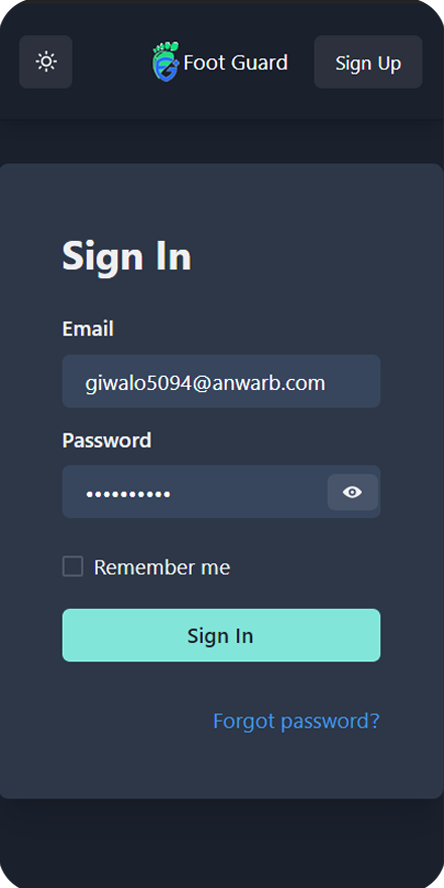 Foot Guard
Sign Up
Sign In
Email
giwalo5094@anwarb.com
Password
••••••••••
Remember me
Sign In
Forgot password?